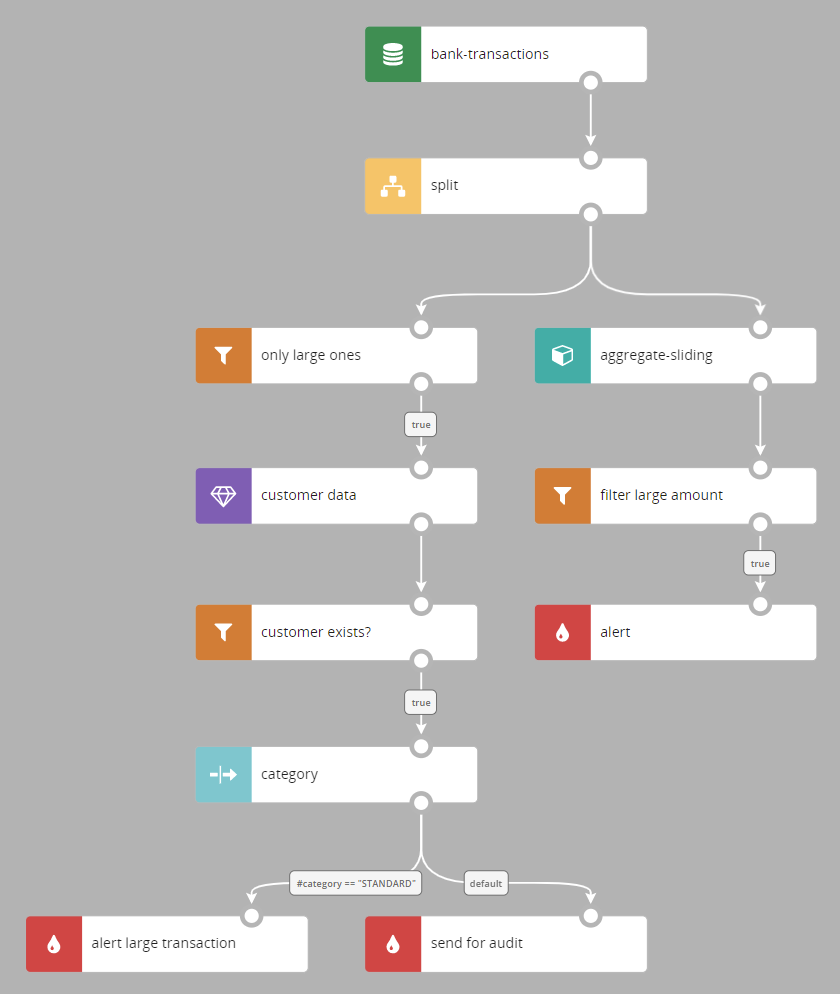 bank-transactions
split
only large ones
aggregate-sliding
true
customer data
filter large amount
true
customer exists?
alert
true
category
#category == "STANDARD"
default
alert large transaction
send for audit